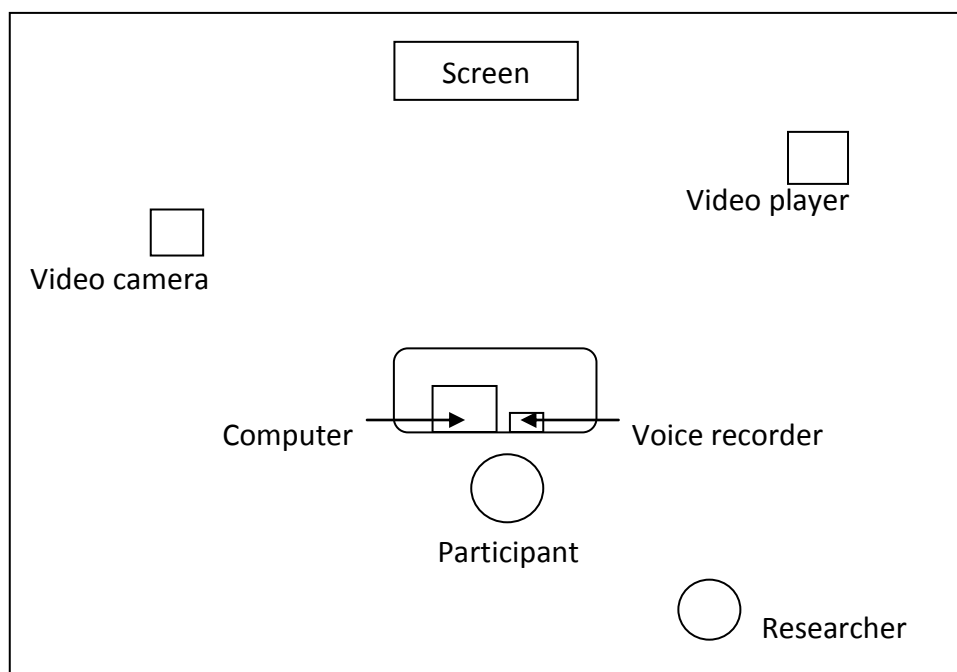 Screen
Video player
Video camera
Computer
Voice recorder
Participant
Researcher